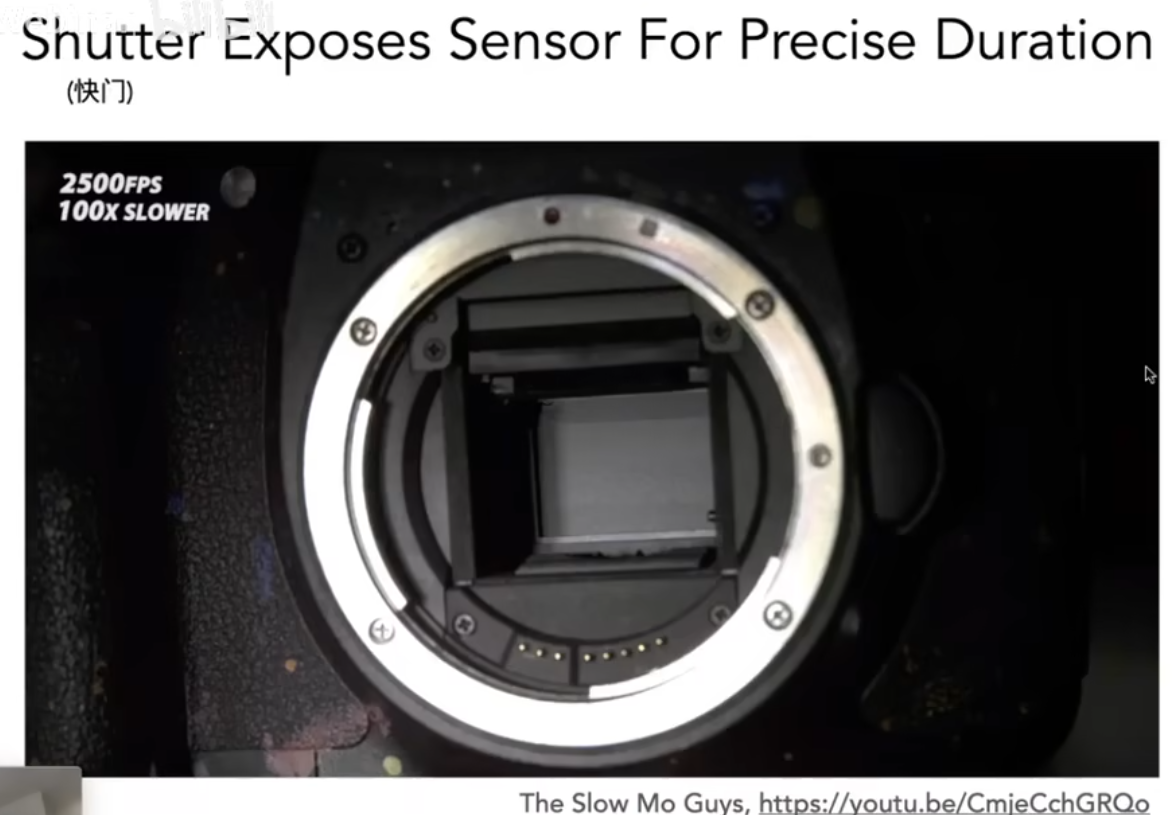 Shutter Exposes Sensor For Precise Duration
(快门)
2500FPS
100X SLOWER
The Slow Mo Guys, https://youtu.be/CmjeCchGRQo